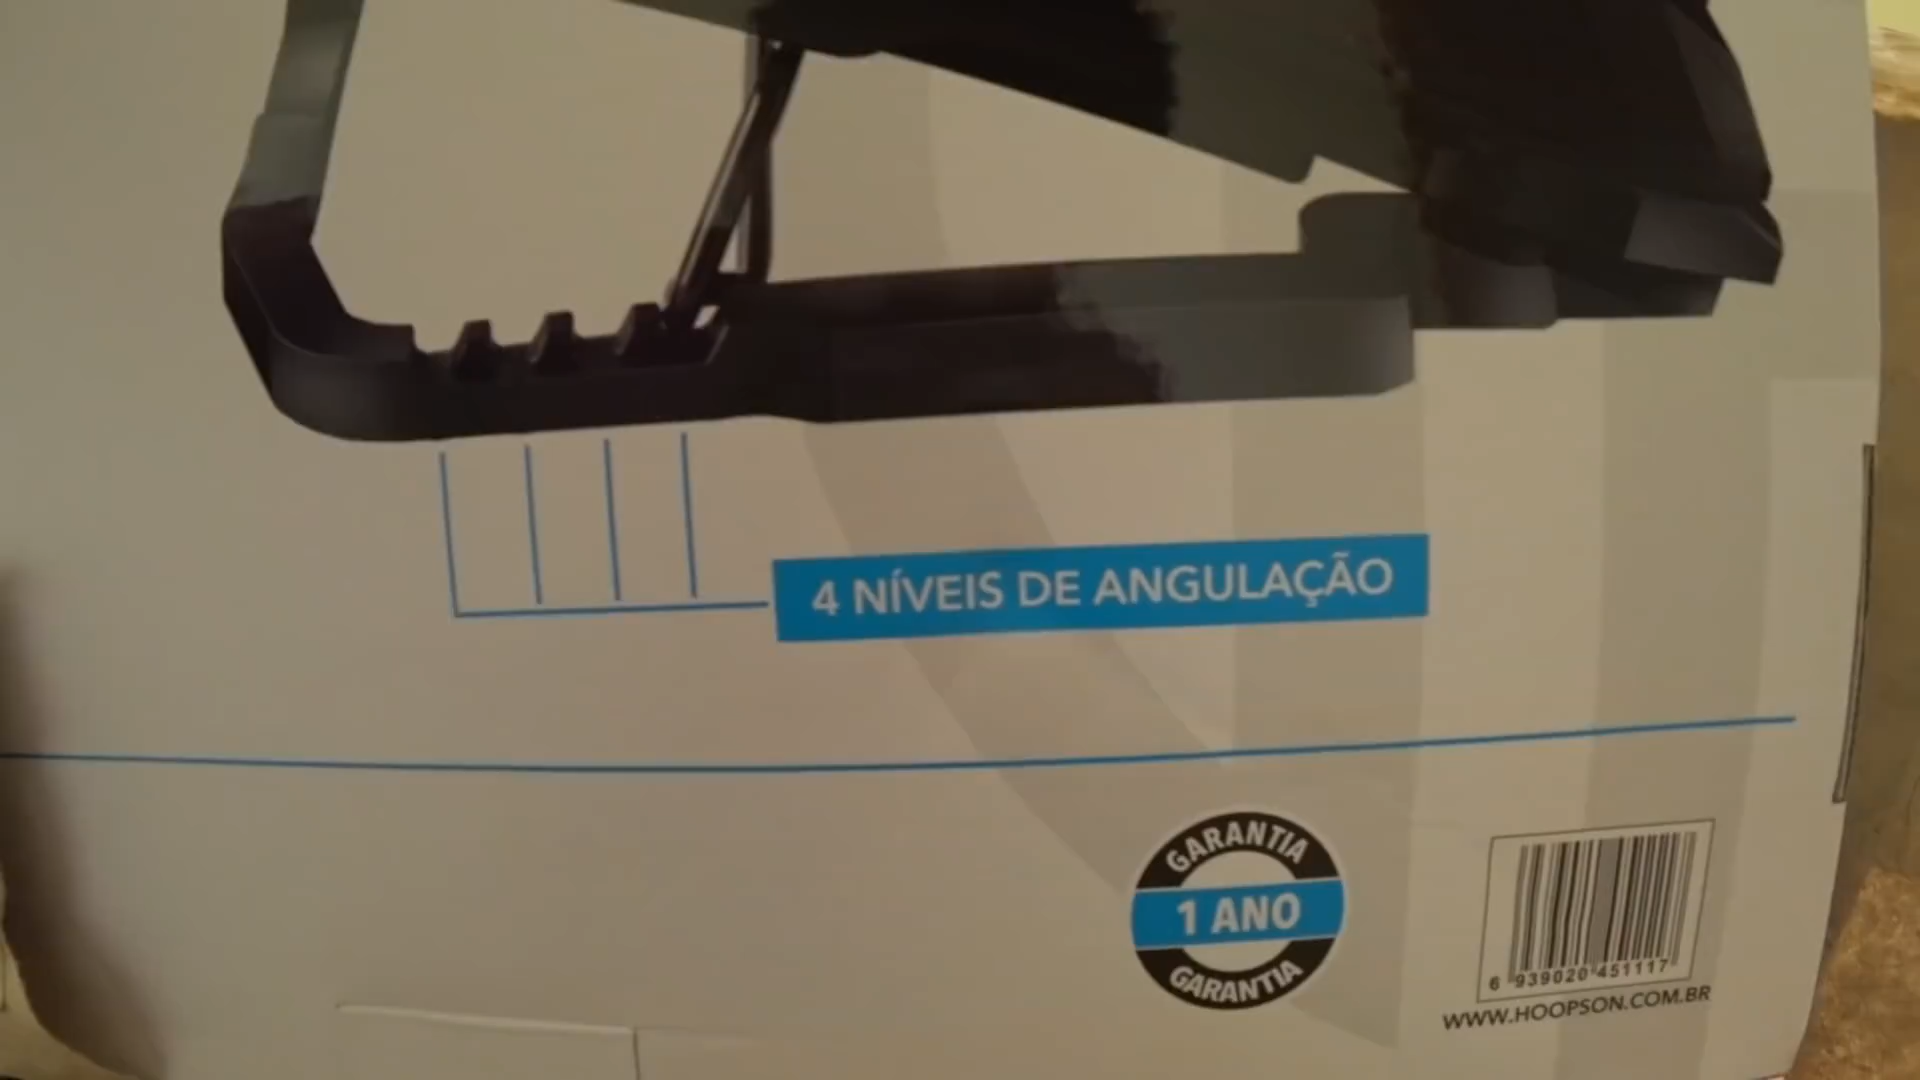 4 NÍVEIS DE ANGULAÇÃO
GARANTIA
1 ANO
GARANTIA
6 939020 451117
WWW.HOOPSON.COM.BR